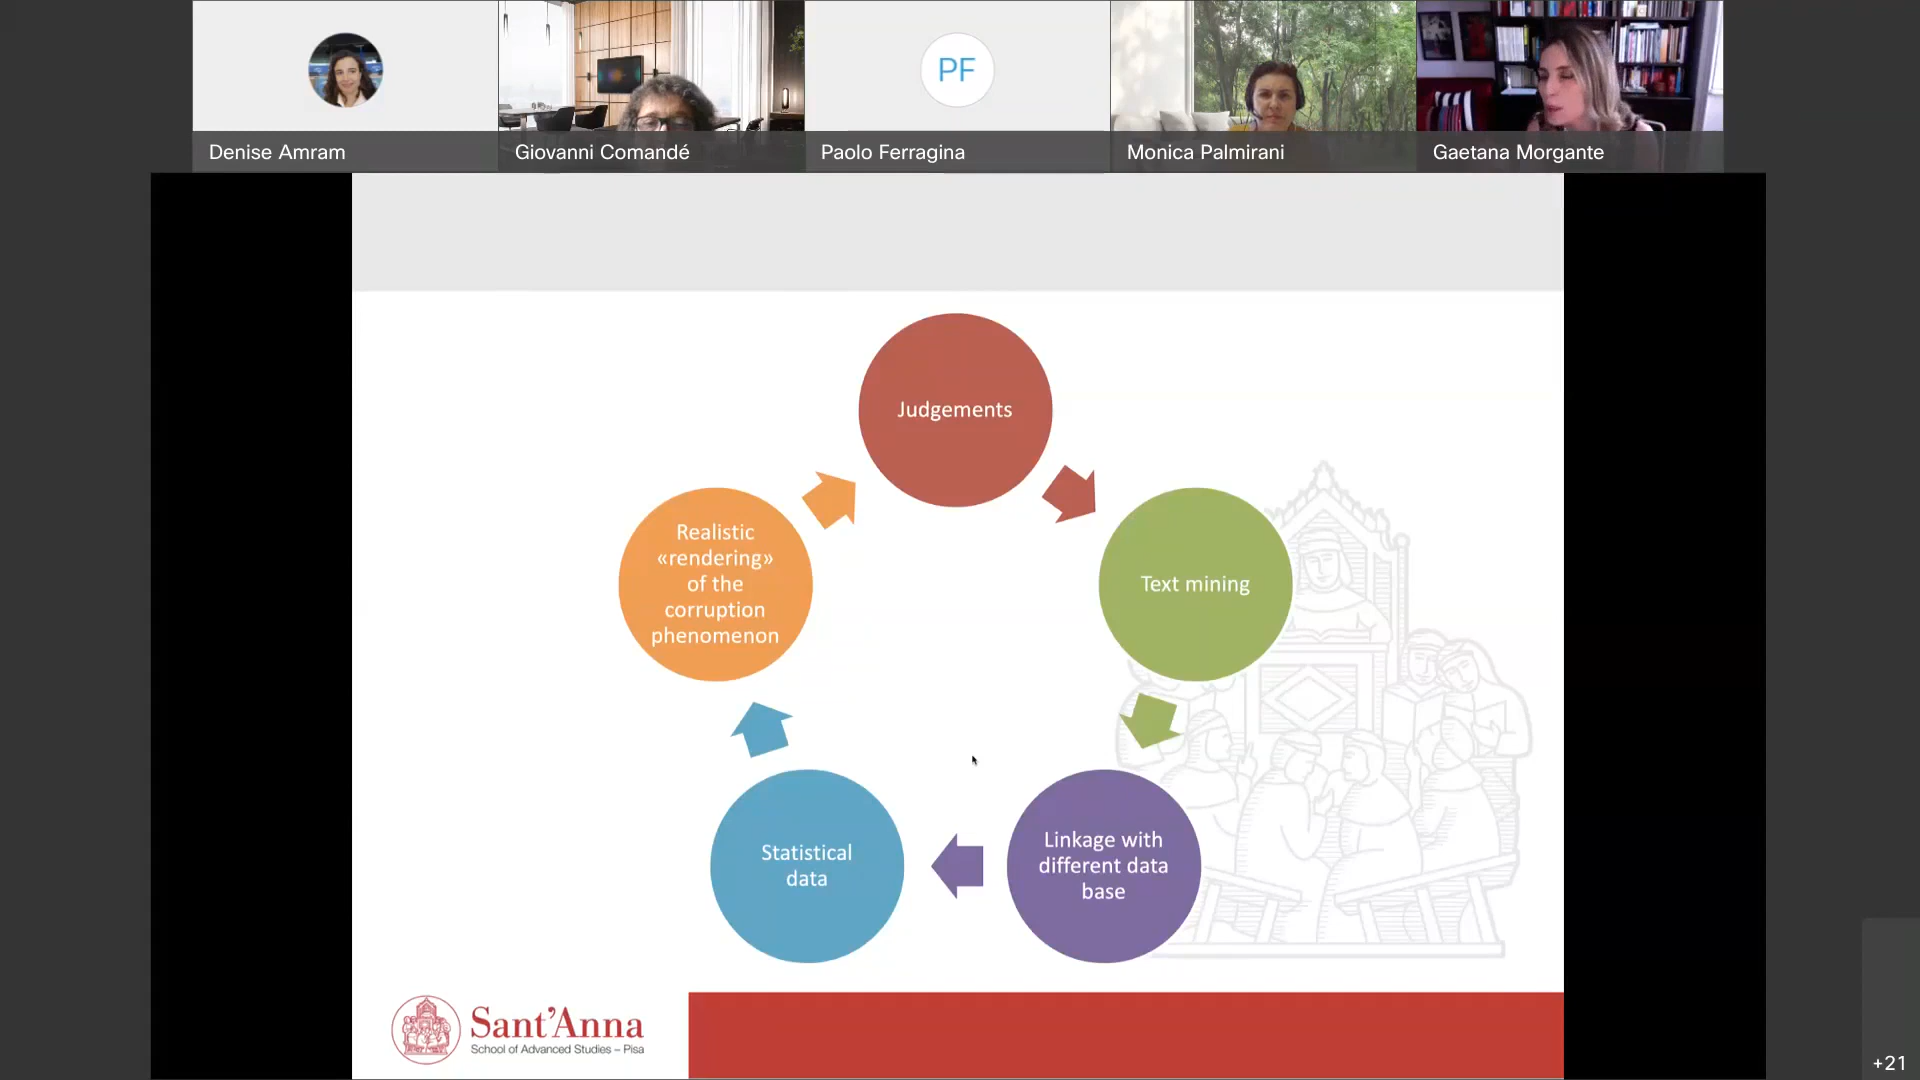 Denise Amram
Giovanni Comandé
PF
Paolo Ferragina
Monica Palmirani
Gaetana Morgante
Judgements
Realistic
«rendering»
of the
corruption
phenomenon
Text mining
Statistical
data
Linkage with
different data
base
Sant'Anna
School of Advanced Studies – Pisa
+21